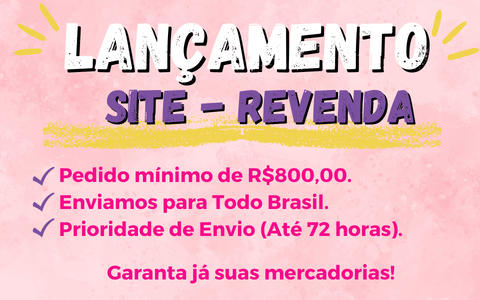 LANÇAMENTO
SITE - REVENDA
Pedido mínimo de R$800,00.
Enviamos para Todo Brasil.
Prioridade de Envio (Até 72 horas).
Garanta já suas mercadorias!